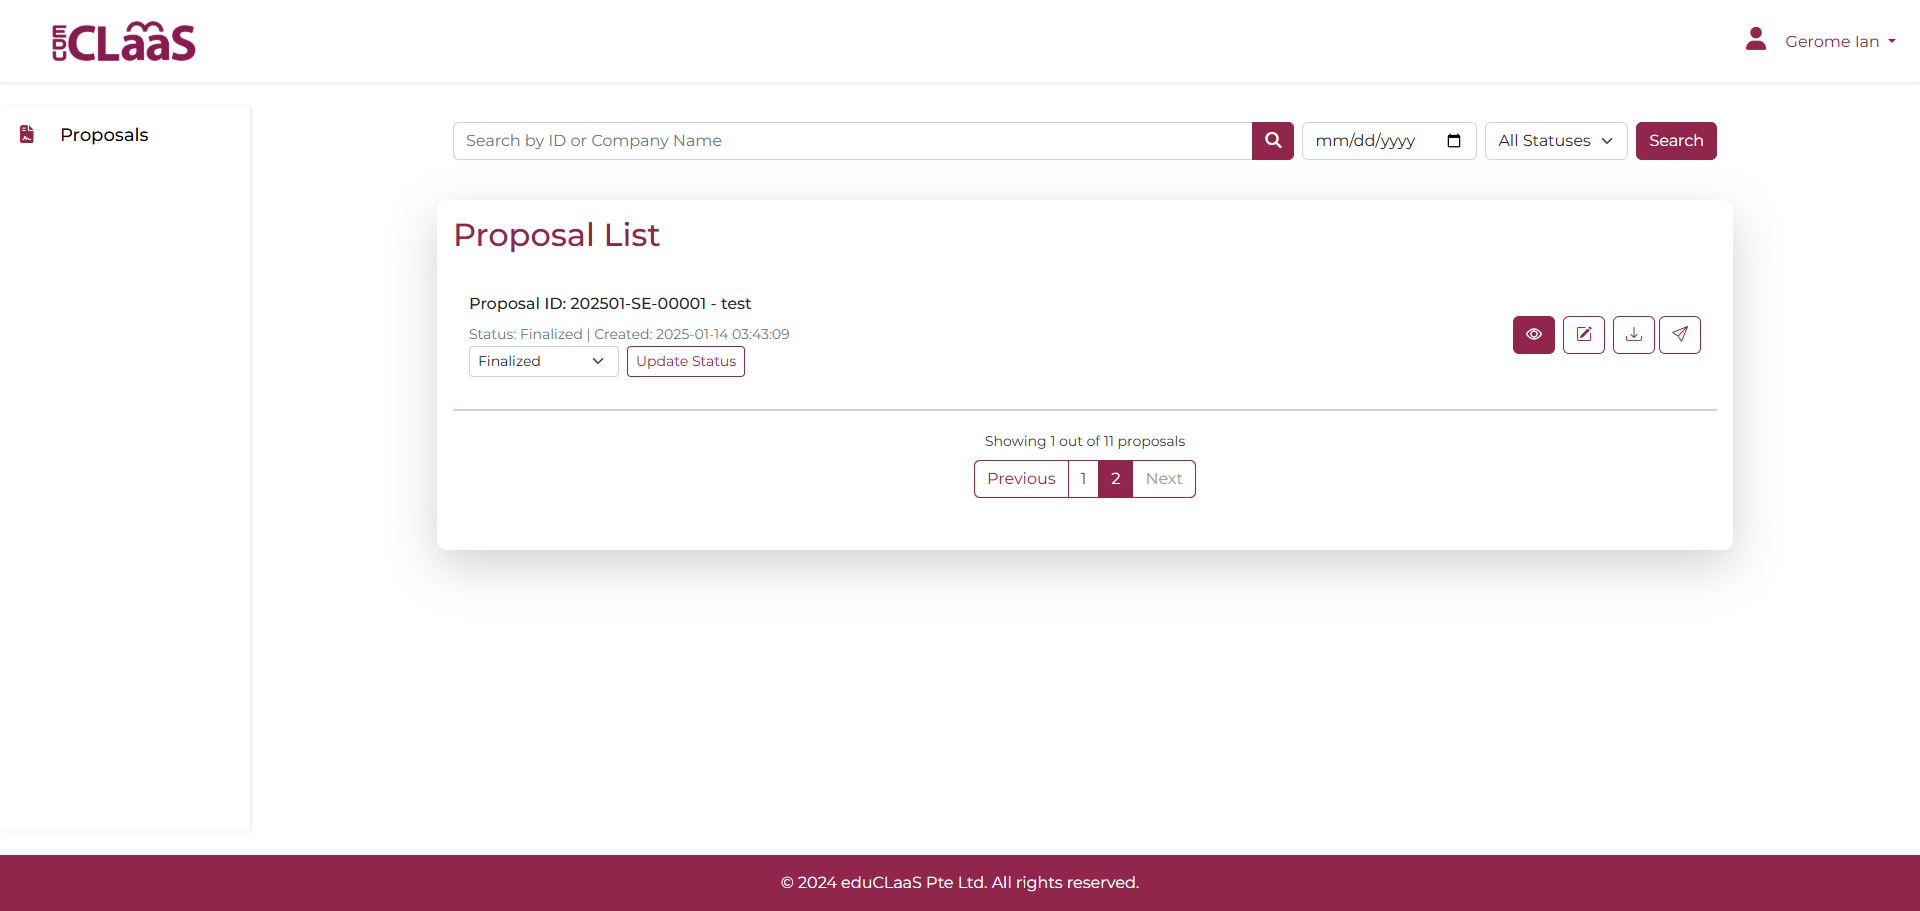 EDU CLaaS
Gerome Ian
Proposals
Search by ID or Company Name
mm/dd/yyyy
All Statuses
Search
Proposal List
Proposal ID: 202501-SE-00001 - test
Status: Finalized | Created: 2025-01-14 03:43:09
Finalized
Update Status
Showing 1 out of 11 proposals
Previous 1 2 Next
© 2024 eduCLaaS Pte Ltd. All rights reserved.